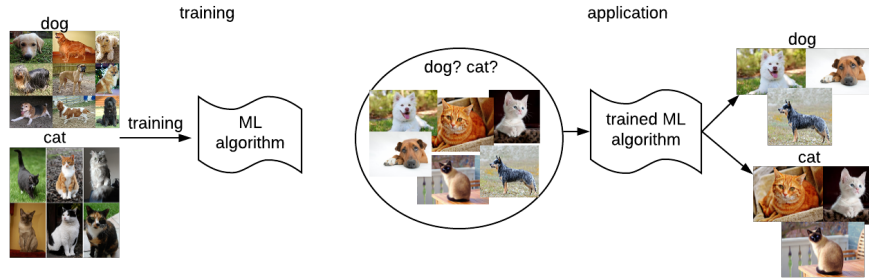 training
application
dog
cat
training
ML
algorithm
dog? cat?
trained ML
algorithm
dog
cat